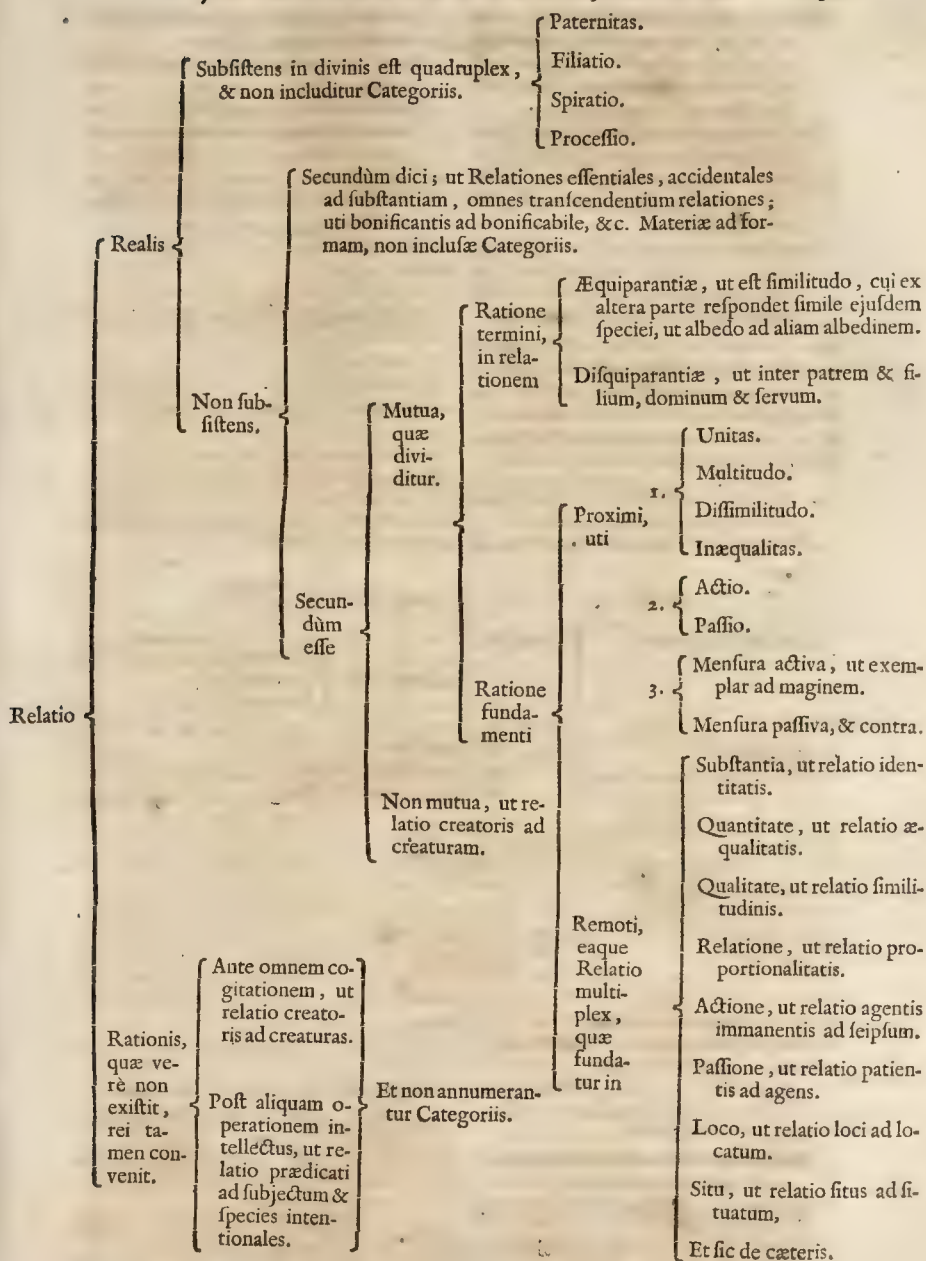 Paternitas.
Filiatio.
Spiratio.
Processio.
Subsistens in divinis est quadruplex,
& non includitur Categoriis.
Secundùm dici; ut Relationes essentiales, accidentales
ad substantiam, omnes transcendentium relationes;
uti bonificantis ad bonificabile, &c. Materiæ ad for-
mam, non inclusæ Categoriis.
Realis
Non sub-
sistens.
Æquiparantiæ, ut est similitudo, cui ex
altera parte respondet simile ejusdem
speciei, ut albedo ad aliam albedinem.
Ratione
termini,
in rela-
tionem
Disquiparantiæ, ut inter patrem & fi-
lium, dominum & servum.
Mutua,
quæ
divi-
ditur.
Unitas.
Multitudo.
Dissimilitudo.
Inæqualitas.
1.
Proximi,
uti
Actio.
Passio.
2.
Secun-
dùm
esse
Mensura activa, ut exem-
plar ad maginem.
Mensura passiva, & contra.
3.
Ratione
funda-
menti
Relatio
Substantia, ut relatio iden-
titatis.
Quantitate, ut relatio æ-
qualitatis.
Qualitate, ut relatio simili-
tudinis.
Relatione, ut relatio pro-
portionalitatis.
Actione, ut relatio agentis
immanentis ad seipsum.
Passione, ut relatio patien-
tis ad agens.
Loco, ut relatio loci ad lo-
catum.
Situ, ut relatio situs ad si-
tuatum,
Et sic de cæteris.
Non mutua, ut re-
latio creatoris ad
creaturam.
Remoti,
eaque
Relatio
multi-
plex,
quæ
funda-
tur in
Rationis,
quæ ve-
rè non
existit,
rei ta-
men con-
venit.
Ante omnem co-
gitationem, ut
relatio creato-
ris ad creaturas.
Post aliquam o-
perationem in-
tellectus, ut re-
latio prædicati
ad subjectum &
species inten-
tionales.
Et non annumeran-
tur Categoriis.